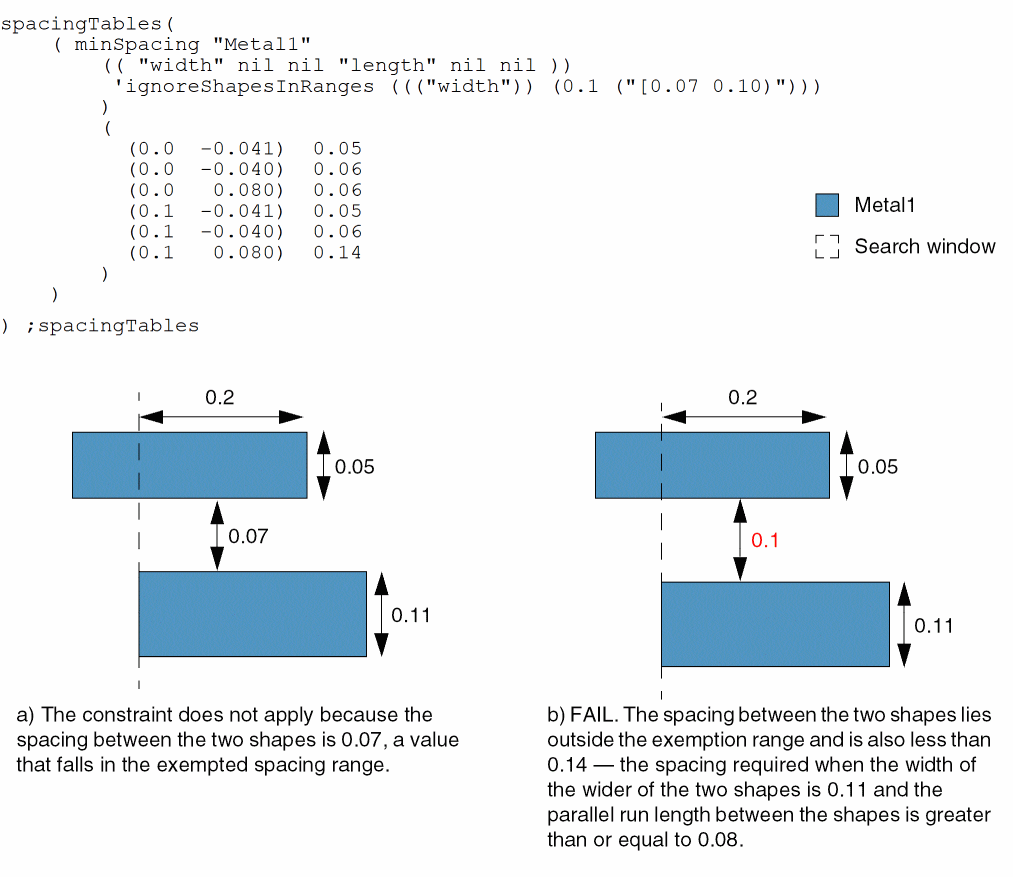 spacingTables(
( minSpacing "Metal1"
(( "width" nil nil "length" nil nil ))
'ignoreShapesInRanges ((("width")) (0.1 ("[0.07 0.10)")))
)
(
(0.0 -0.041) 0.05
(0.0 -0.040) 0.06
(0.0 0.080) 0.06
(0.1 -0.041) 0.05
(0.1 -0.040) 0.06
(0.1 0.080) 0.14
)
)
) ;spacingTables
Metal1
Search window
0.2
0.05
0.07
0.11
a) The constraint does not apply because the
spacing between the two shapes is 0.07, a value
that falls in the exempted spacing range.
0.2
0.05
0.1
0.11
b) FAIL. The spacing between the two shapes lies
outside the exemption range and is also less than
0.14 — the spacing required when the width of
the wider of the two shapes is 0.11 and the
parallel run length between the shapes is greater
than or equal to 0.08.